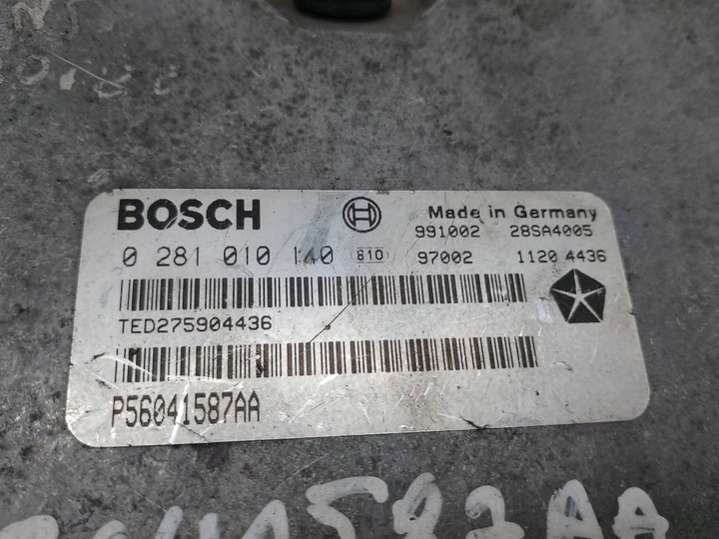 BOSCH
Made in Germany
991002 28SA4005
0 281 010 140 810 97002 1120 4436
TED275904436
P56041587AA